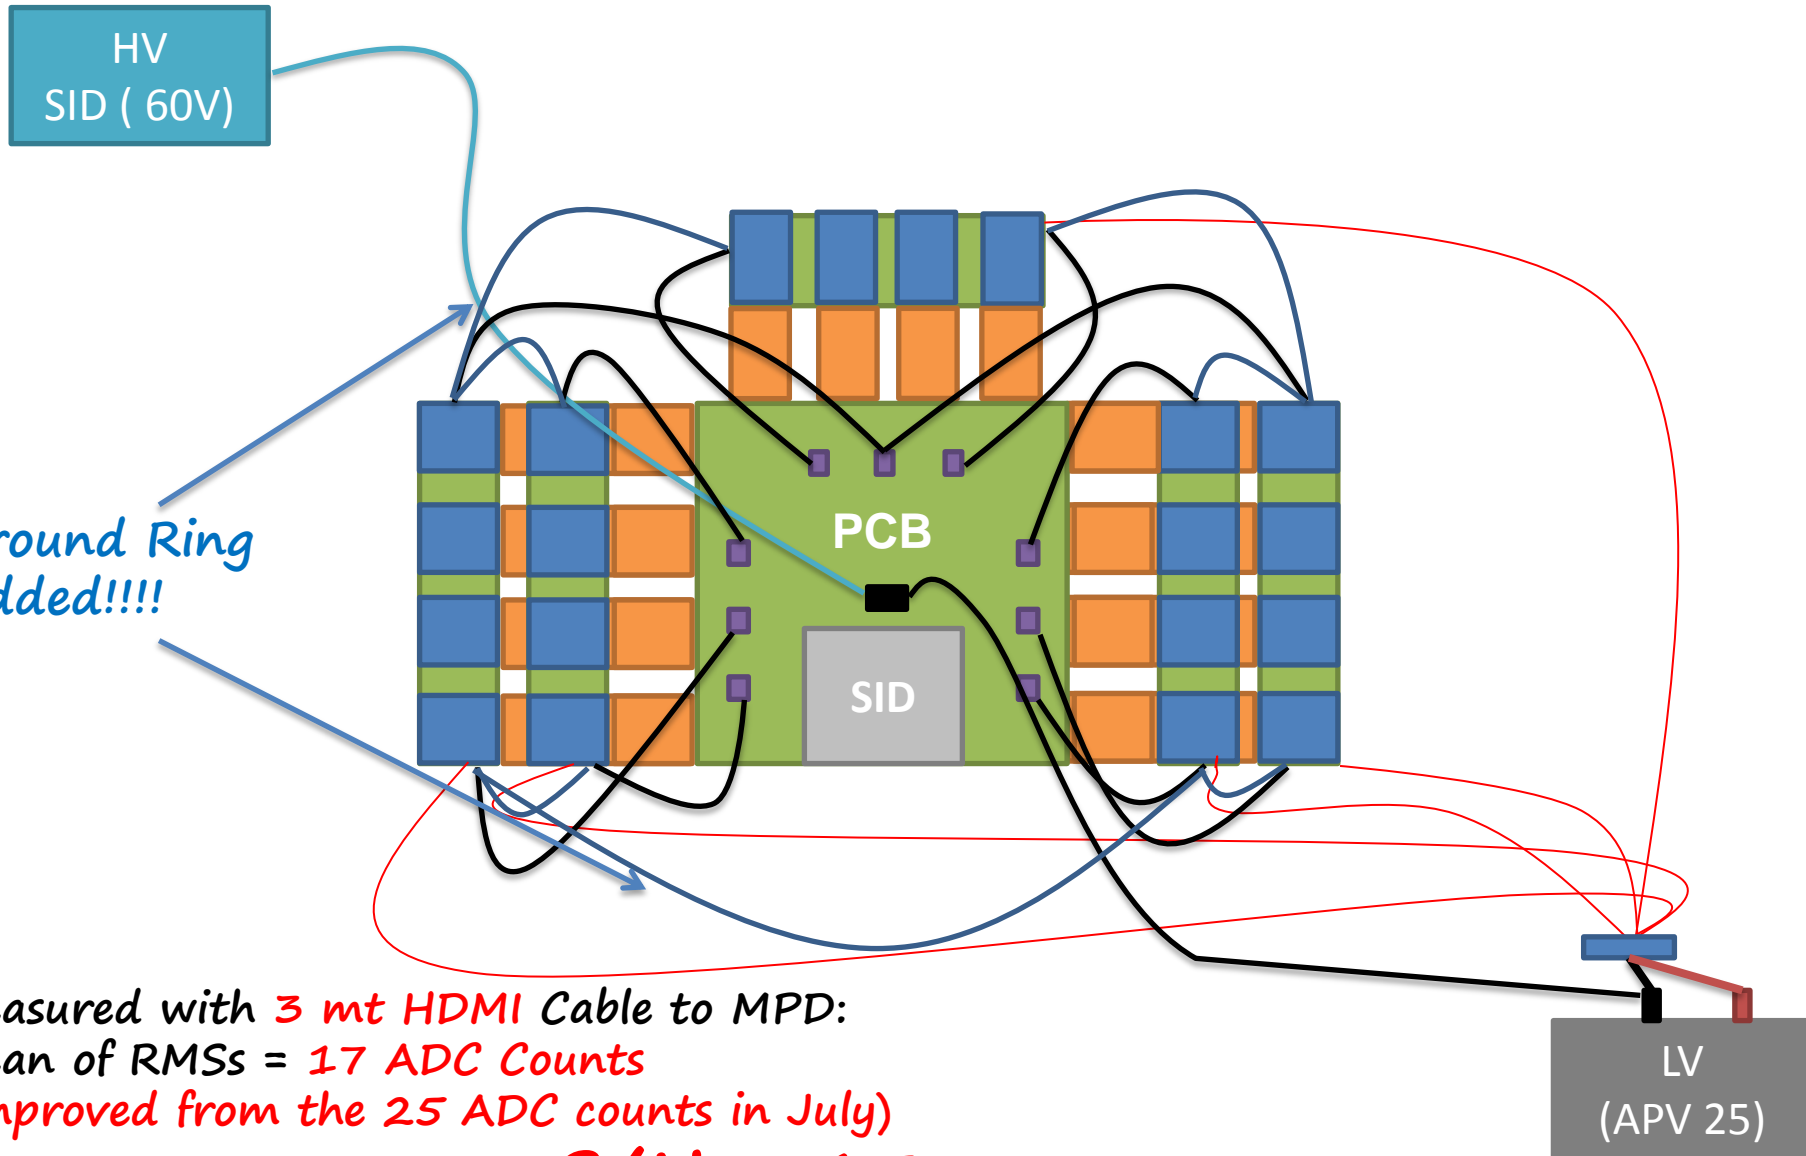 HV
SID ( 60V)
round Ring
dded!!!!
PCB
SID
asured with 3 mt HDMI Cable to MPD:
an of RMSs = 17 ADC Counts
mproved from the 25 ADC counts in July)
LV
(APV 25)